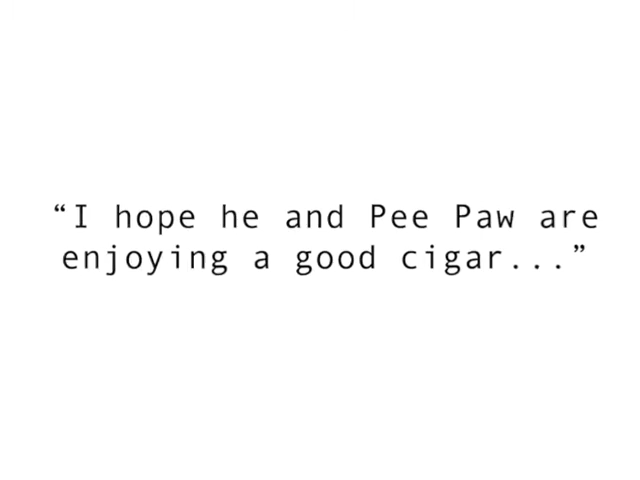 “I hope he and Pee Paw are
enjoying a good cigar...”